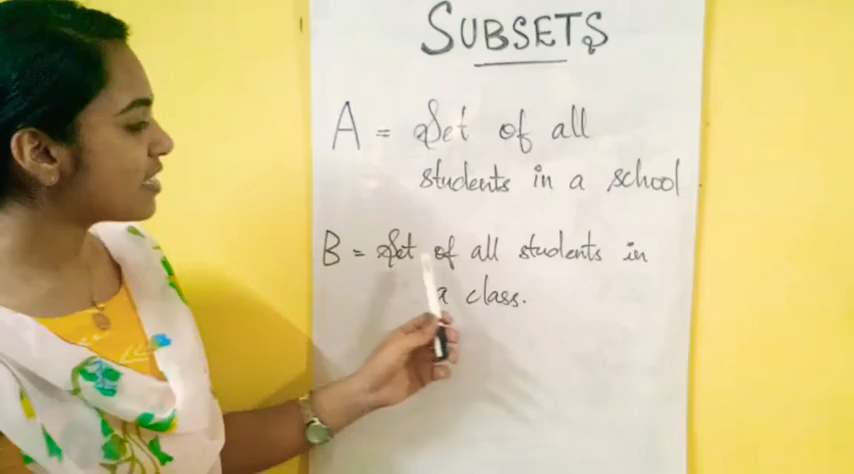 SUBSETS
A = Set of all
students in a school
B = Set of all students in
a class.